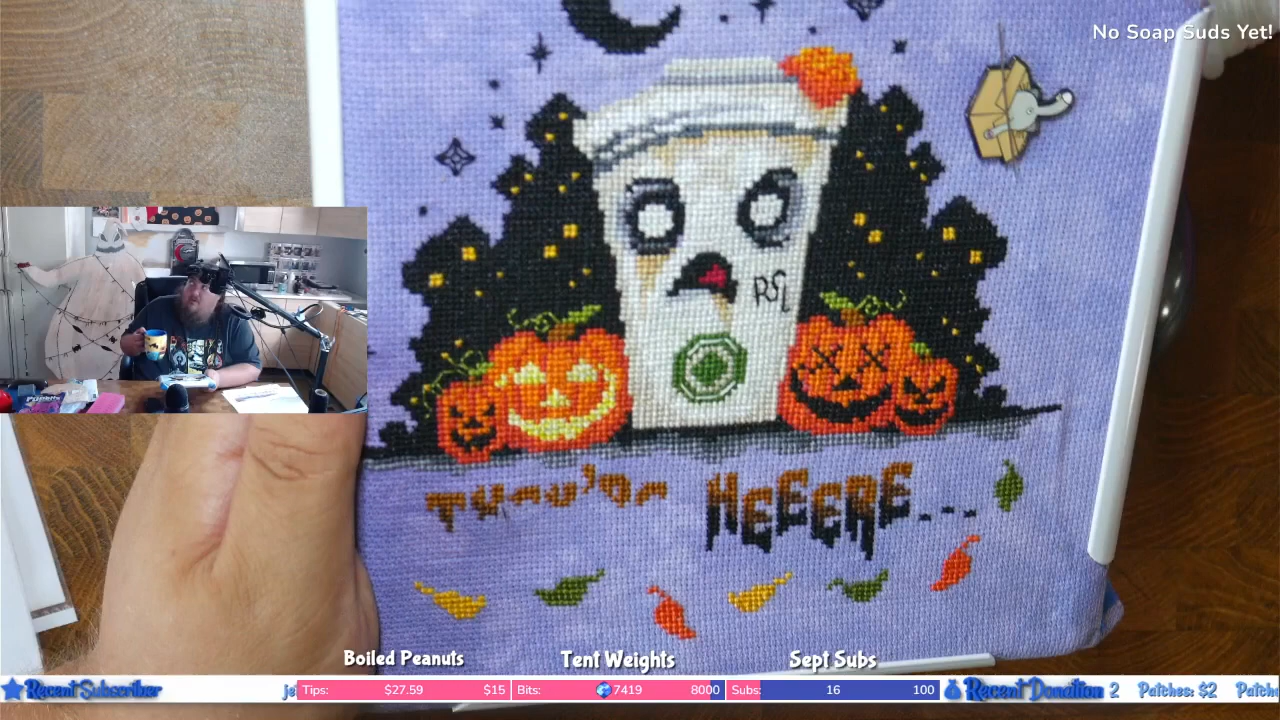 No Soap Suds Yet!
RSL
HEEERE...
Boiled Peanuts
Tent Weights
Sept Subs
Recent Subscriber
Tips: $27.59 $15
Bits: 7419 8000
Subs: 16 100
Recent Donation 2 Patches: $2